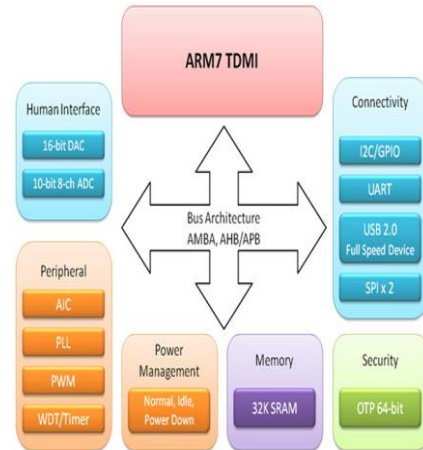 ARM7 TDMI
Human Interface
16-bit DAC
10-bit 8-ch ADC
Connectivity
I2C/GPIO
UART
USB 2.0
Full Speed Device
SPI x 2
Bus Architecture
AMBA, AHB/APB
Peripheral
AIC
PLL
PWM
WDT/Timer
Power
Management
Normal, Idle,
Power Down
Memory
32K SRAM
Security
OTP 64-bit